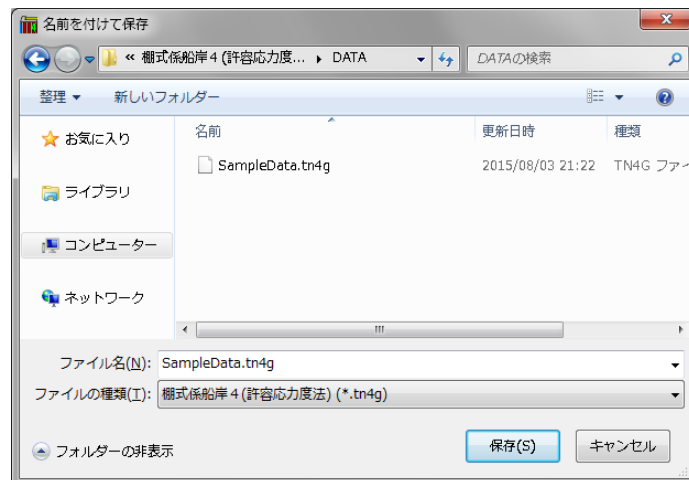 名前を付けて保存
« 棚式係船岸４(許容応力度... ▸ DATA
DATAの検索
整理 ▼ 新しいフォルダー
お気に入り
ライブラリ
コンピューター
ネットワーク
名前 更新日時 種類
SampleData.tn4g 2015/08/03 21:22 TN4G ファイ
ファイル名(N): SampleData.tn4g
ファイルの種類(T): 棚式係船岸４(許容応力度法) (*.tn4g)
フォルダーの非表示
保存(S) キャンセル